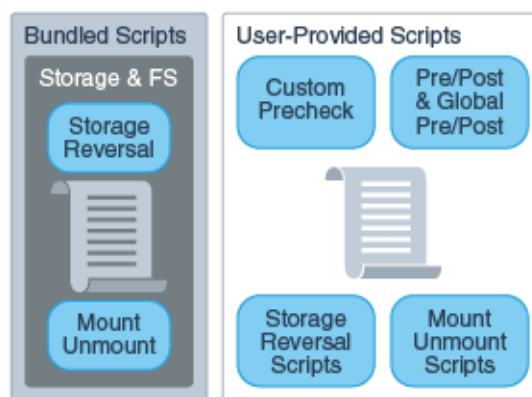 Bundled Scripts
Storage & FS
Storage
Reversal
Mount
Unmount
User-Provided Scripts
Custom
Precheck
Pre/Post
& Global
Pre/Post
Storage
Reversal
Scripts
Mount
Unmount
Scripts